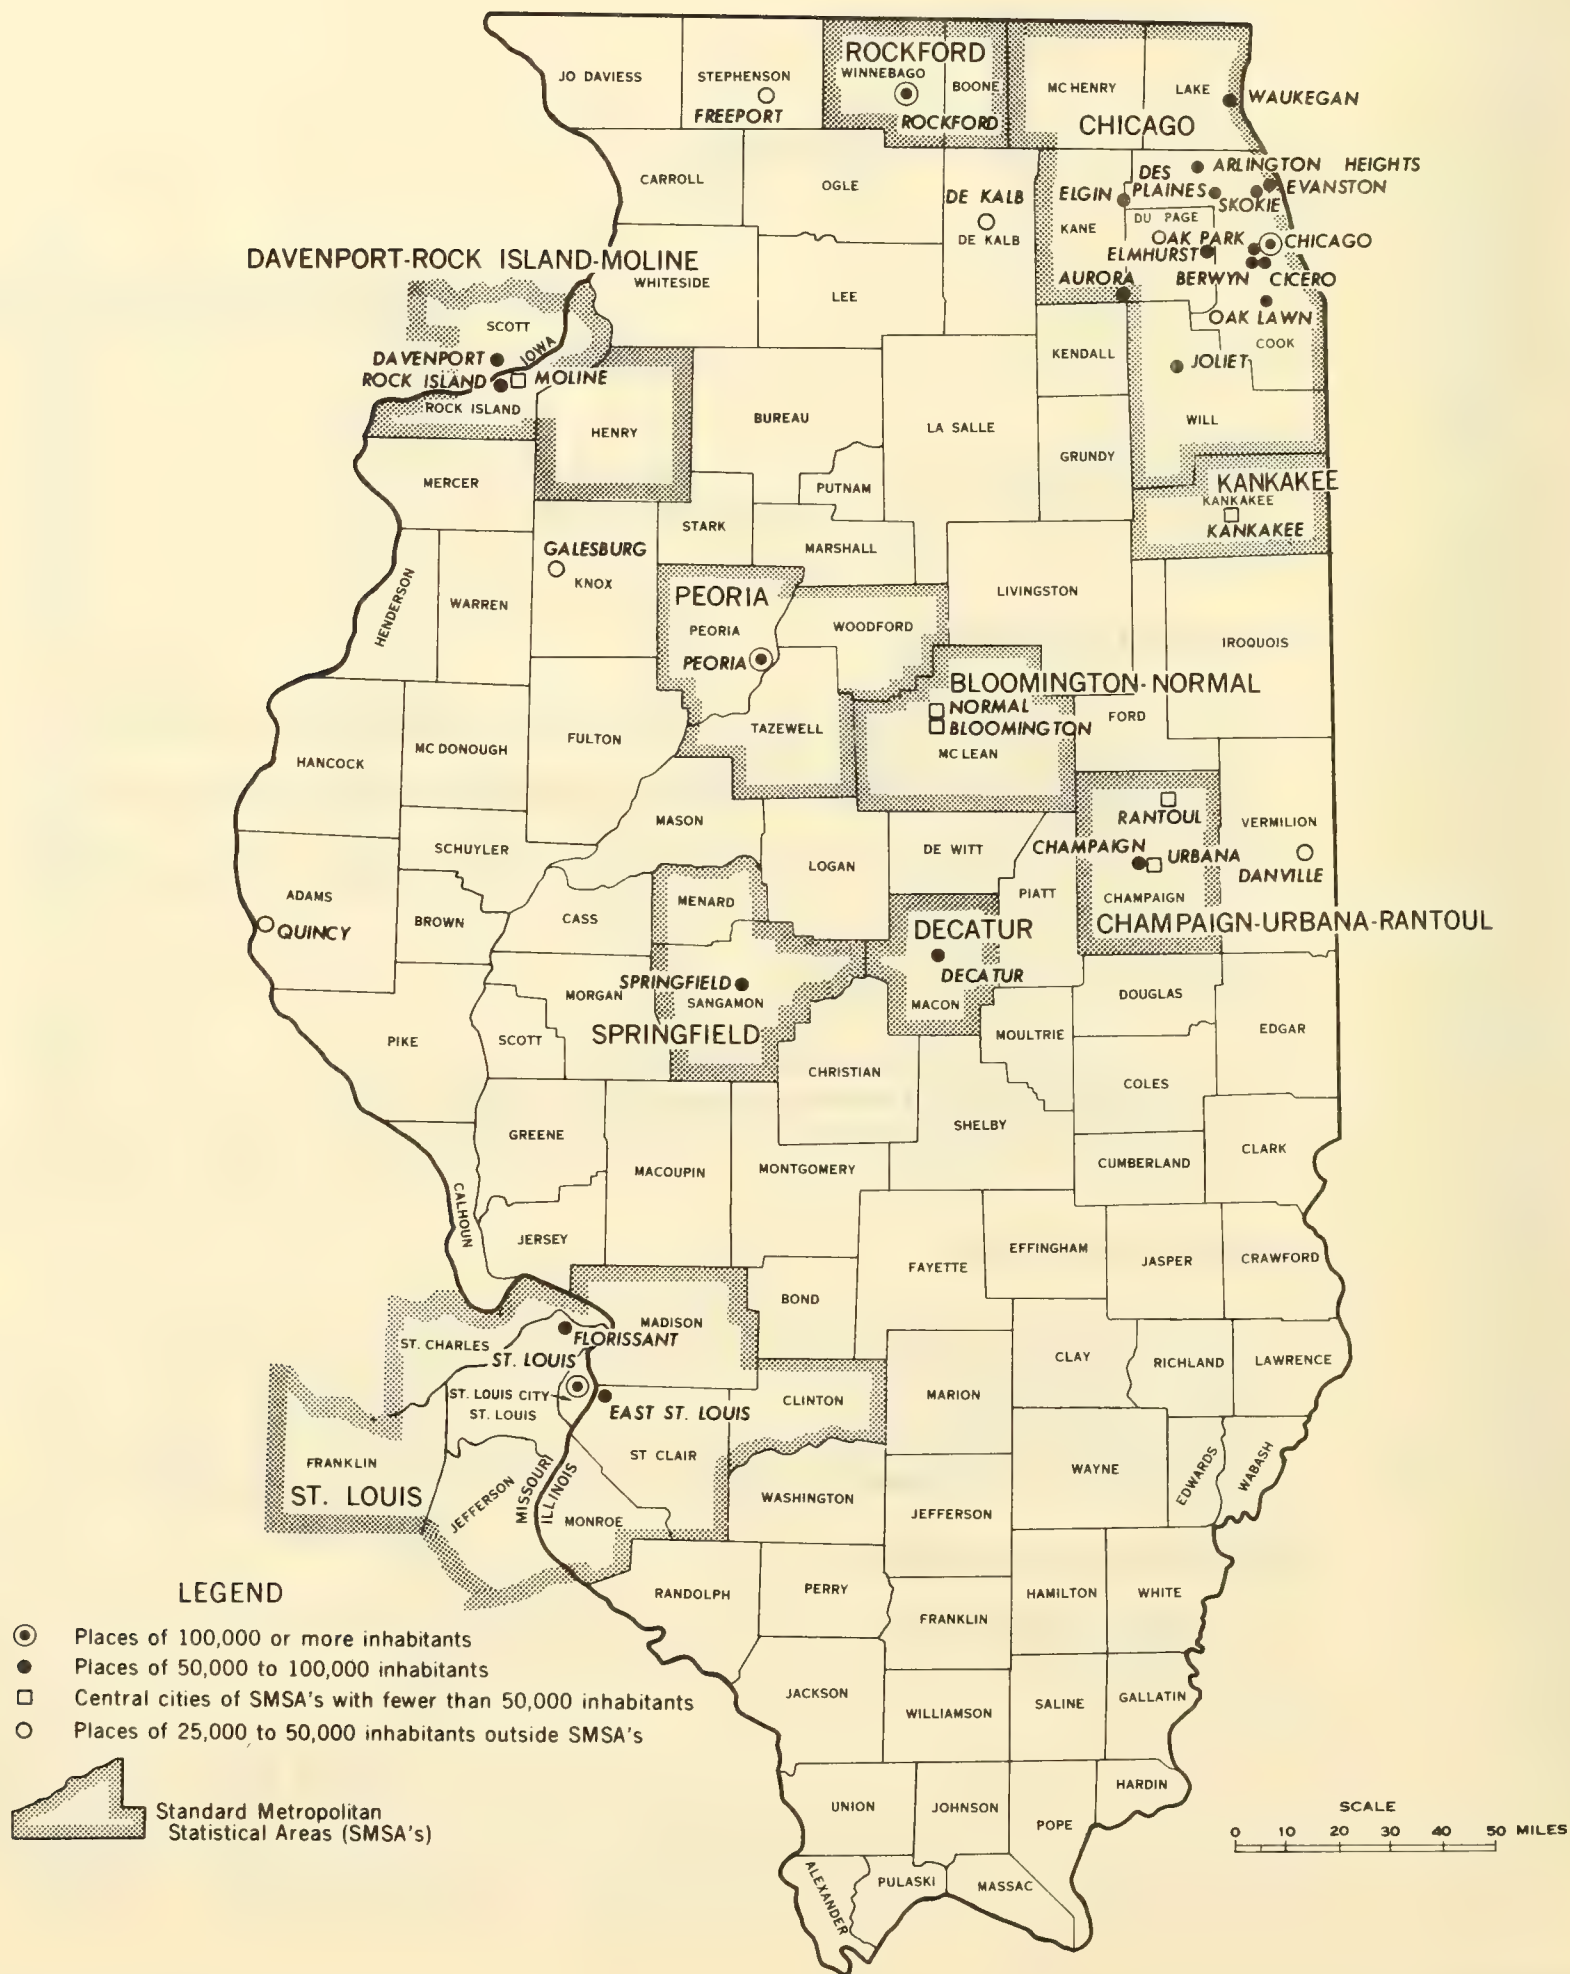 ROCKFORD
WINNEBAGO
BOONE
ROCKFORD
JO DAVIESS
STEPHENSON
FREEPORT
MC HENRY
LAKE
WAUKEGAN
CHICAGO
CARROLL
OGLE
DE KALB
DE KALB
ELGIN
KANE
DES
PLAINES
ARLINGTON HEIGHTS
EVANSTON
SKOKIE
DU PAGE
OAK PARK
CHICAGO
ELMHURST
BERWYN
CICERO
AURORA
OAK LAWN
COOK
DAVENPORT-ROCK ISLAND-MOLINE
WHITESIDE
LEE
SCOTT
IOWA
DAVENPORT
ROCK ISLAND
MOLINE
ROCK ISLAND
HENRY
KENDALL
JOLIET
WILL
BUREAU
LA SALLE
GRUNDY
MERCER
PUTNAM
KANKAKEE
KANKAKEE
KANKAKEE
STARK
MARSHALL
GALESBURG
KNOX
HENDERSON
WARREN
PEORIA
PEORIA
PEORIA
WOODFORD
LIVINGSTON
IROQUOIS
BLOOMINGTON-NORMAL
NORMAL
BLOOMINGTON
MC LEAN
FORD
TAZEWELL
HANCOCK
MC DONOUGH
FULTON
MASON
SCHUYLER
LOGAN
DE WITT
RANTOUL
CHAMPAIGN
URBANA
CHAMPAIGN
CHAMPAIGN-URBANA-RANTOUL
VERMILION
DANVILLE
PIATT
ADAMS
QUINCY
BROWN
CASS
MENARD
DECATUR
DECATUR
MACON
SPRINGFIELD
SANGAMON
SPRINGFIELD
MORGAN
SCOTT
PIKE
CHRISTIAN
MOULTRIE
DOUGLAS
EDGAR
COLES
SHELBY
GREENE
MACOUPIN
MONTGOMERY
CUMBERLAND
CLARK
CALHOUN
JERSEY
FAYETTE
EFFINGHAM
JASPER
CRAWFORD
BOND
MADISON
ST. CHARLES
FLORISSANT
ST. LOUIS
ST. LOUIS CITY
ST. LOUIS
EAST ST. LOUIS
ST CLAIR
CLINTON
MARION
CLAY
RICHLAND
LAWRENCE
FRANKLIN
ST. LOUIS
JEFFERSON
MISSOURI
ILLINOIS
MONROE
WASHINGTON
JEFFERSON
WAYNE
EDWARDS
WABASH
RANDOLPH
PERRY
FRANKLIN
HAMILTON
WHITE
JACKSON
WILLIAMSON
SALINE
GALLATIN
UNION
JOHNSON
POPE
HARDIN
ALEXANDER
PULASKI
MASSAC
LEGEND
Places of 100,000 or more inhabitants
Places of 50,000 to 100,000 inhabitants
Central cities of SMSA's with fewer than 50,000 inhabitants
Places of 25,000 to 50,000 inhabitants outside SMSA's
Standard Metropolitan
Statistical Areas (SMSA's)
SCALE
0 10 20 30 40 50 MILES